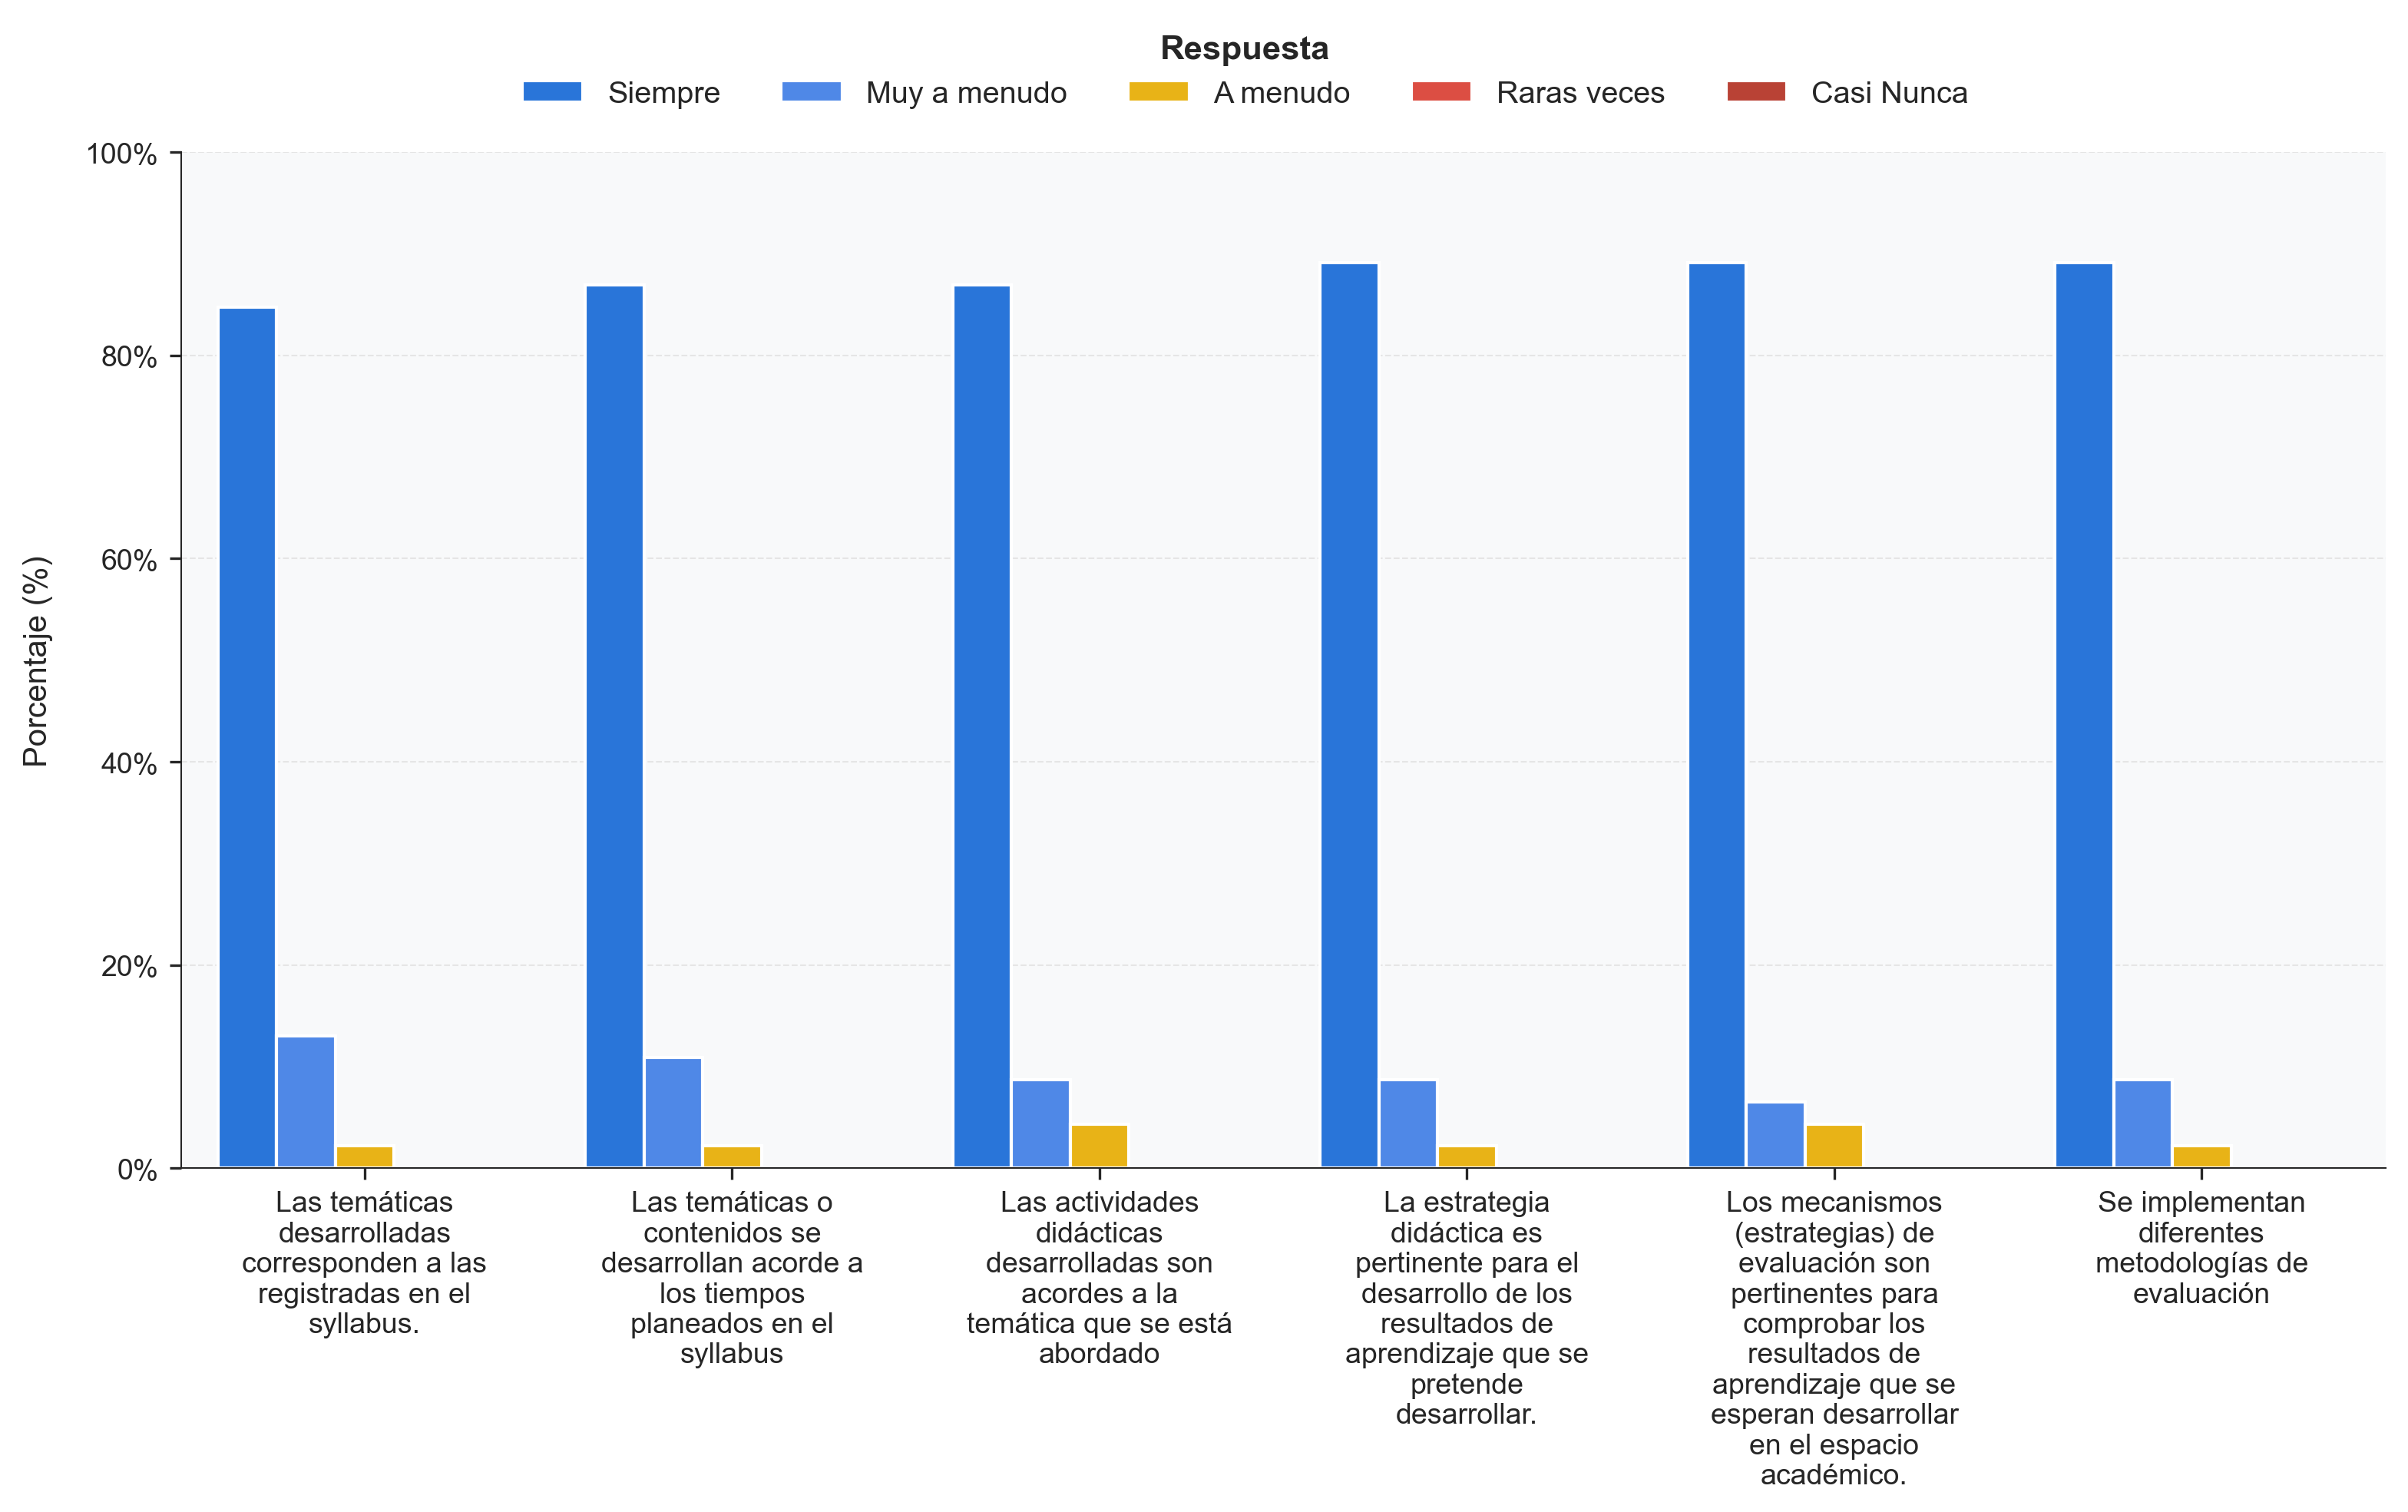 Respuesta
Siempre
Muy a menudo
A menudo
Raras veces
Casi Nunca
100%
80%
60%
40%
20%
0%
Porcentaje (%)
Las temáticas
desarrolladas
corresponden a las
registradas en el
syllabus.
Las temáticas o
contenidos se
desarrollan acorde a
los tiempos
planeados en el
syllabus
Las actividades
didácticas
desarrolladas son
acordes a la
temática que se está
abordado
La estrategia
didáctica es
pertinente para el
desarrollo de los
resultados de
aprendizaje que se
pretende
desarrollar.
Los mecanismos
(estrategias) de
evaluación son
pertinentes para
comprobar los
resultados de
aprendizaje que se
esperan desarrollar
en el espacio
académico.
Se implementan
diferentes
metodologías de
evaluación